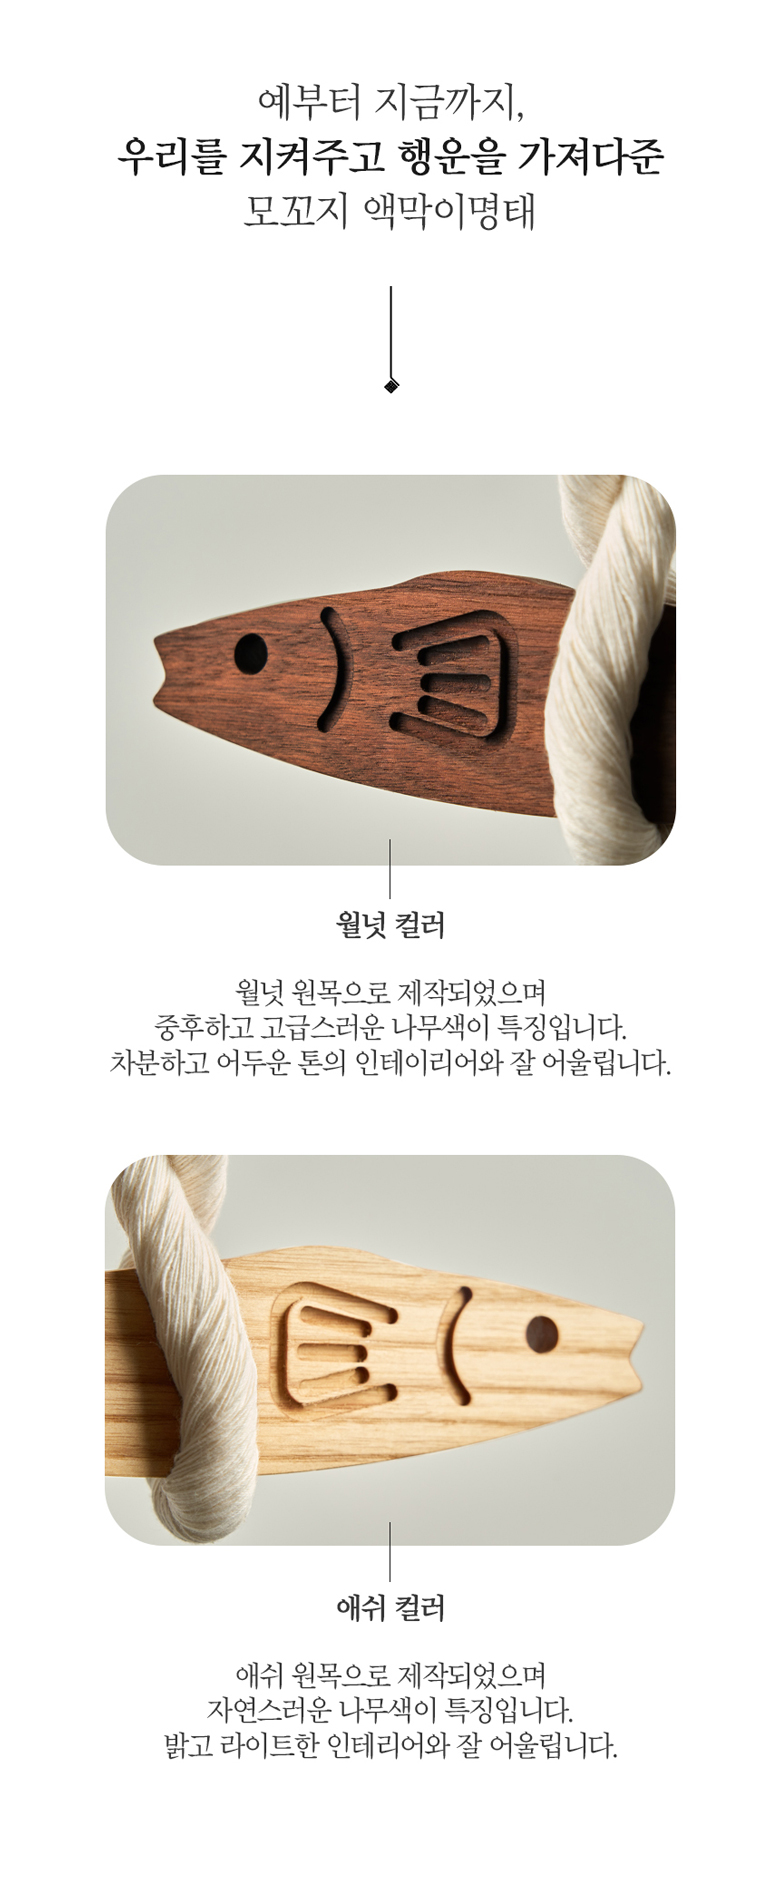 예부터 지금까지,
우리를 지켜주고 행운을 가져다준
모꼬지 액막이명태
월넛 컬러
월넛 원목으로 제작되었으며
중후하고 고급스러운 나무색이 특징입니다.
차분하고 어두운 톤의 인테이리어와 잘 어울립니다.
애쉬 컬러
애쉬 원목으로 제작되었으며
자연스러운 나무색이 특징입니다.
밝고 라이트한 인테리어와 잘 어울립니다.